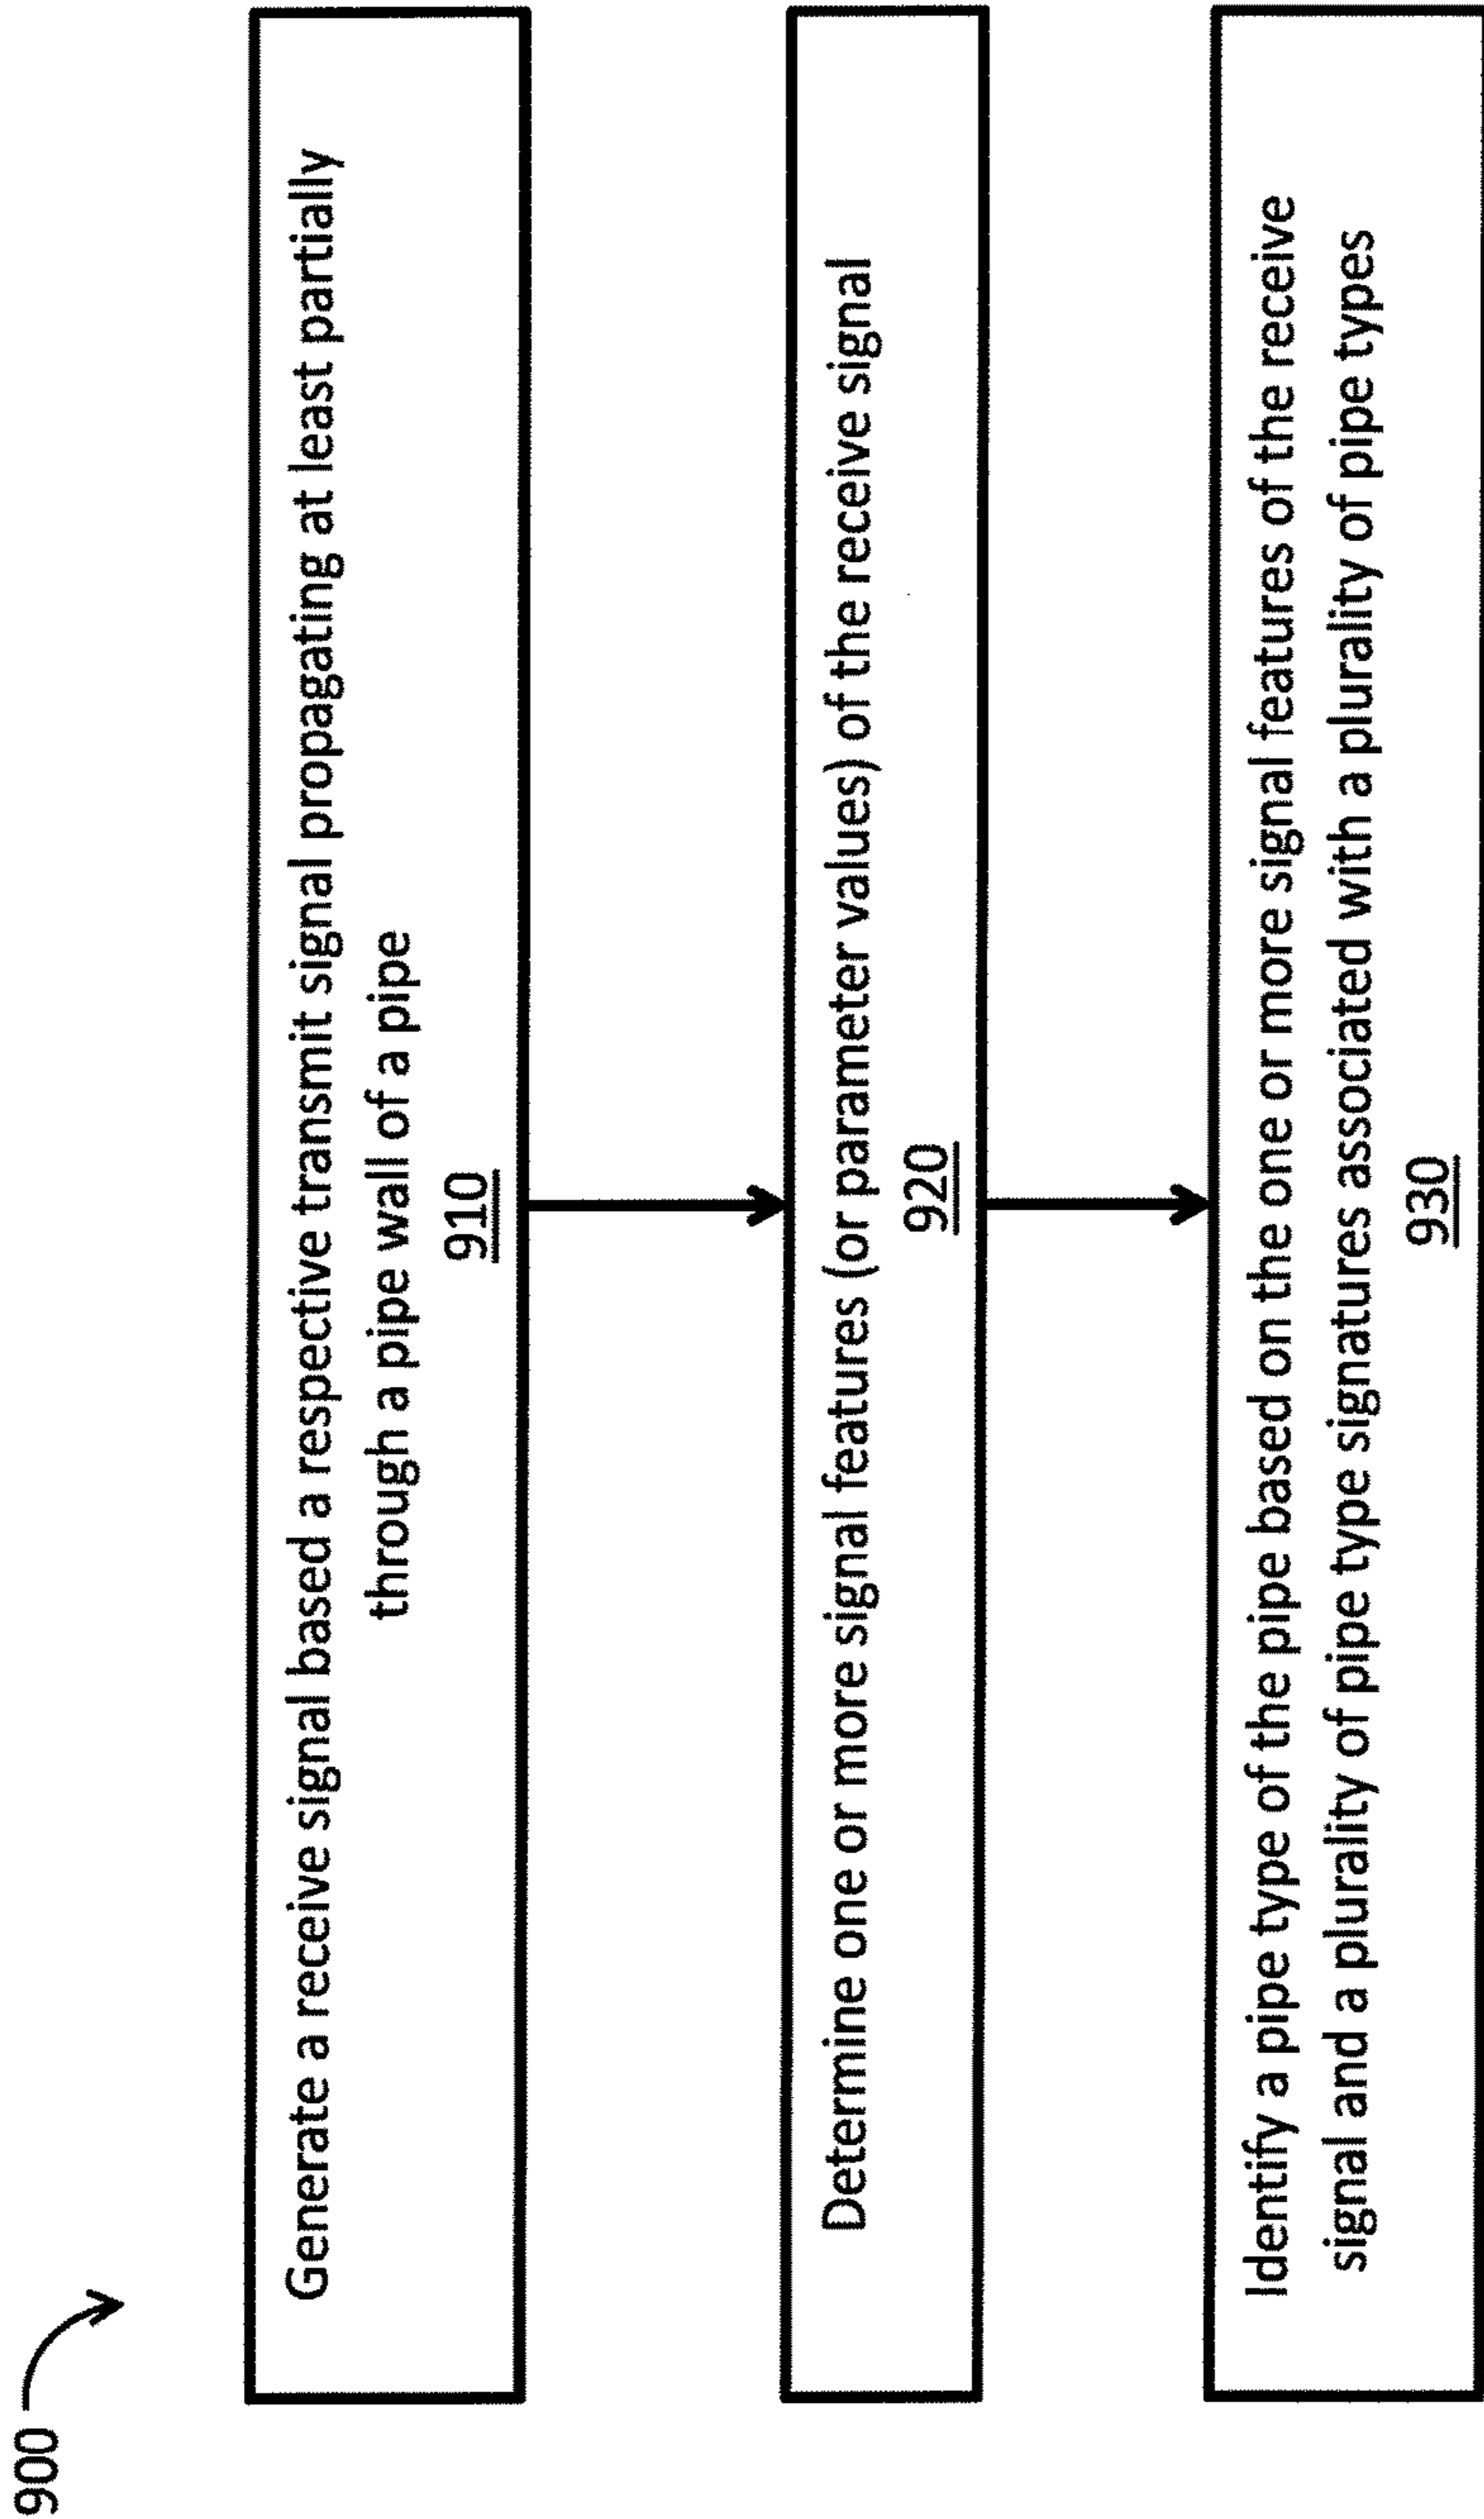 900
Generate a receive signal based a respective transmit signal propagating at least partially
through a pipe wall of a pipe
910
Determine one or more signal features (or parameter values) of the receive signal
920
Identify a pipe type of the pipe based on the one or more signal features of the receive
signal and a plurality of pipe type signatures associated with a plurality of pipe types
930